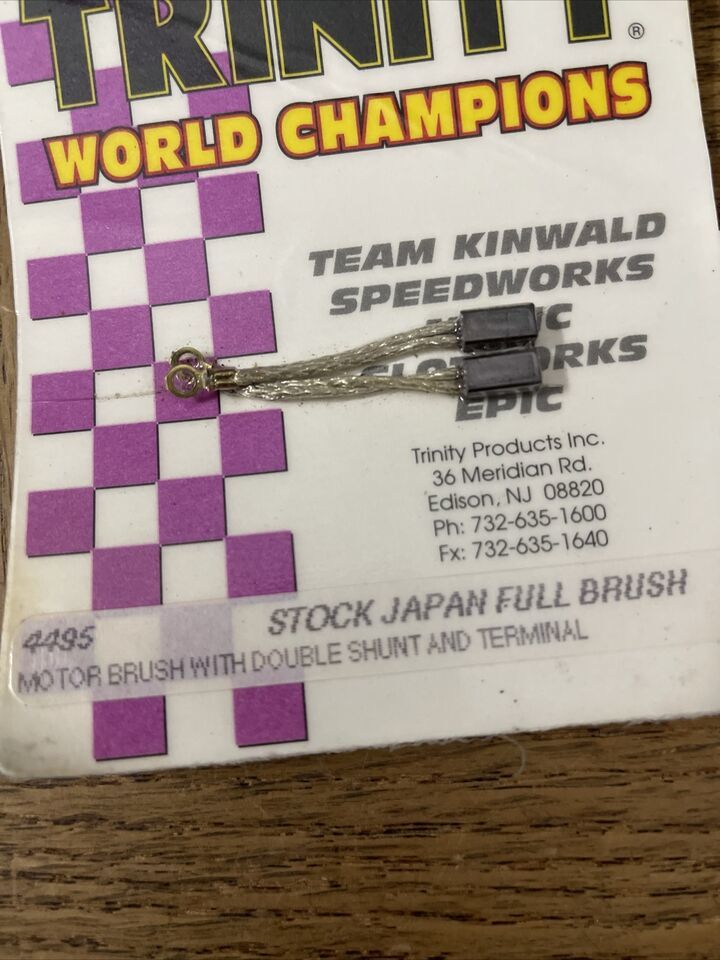 TRINITY®
WORLD CHAMPIONS
TEAM KINWALD
SPEEDWORKS
EPIC
Trinity Products Inc.
36 Meridian Rd.
Edison, NJ 08820
Ph: 732-635-1600
Fx: 732-635-1640
4495 STOCK JAPAN FULL BRUSH
MOTOR BRUSH WITH DOUBLE SHUNT AND TERMINAL